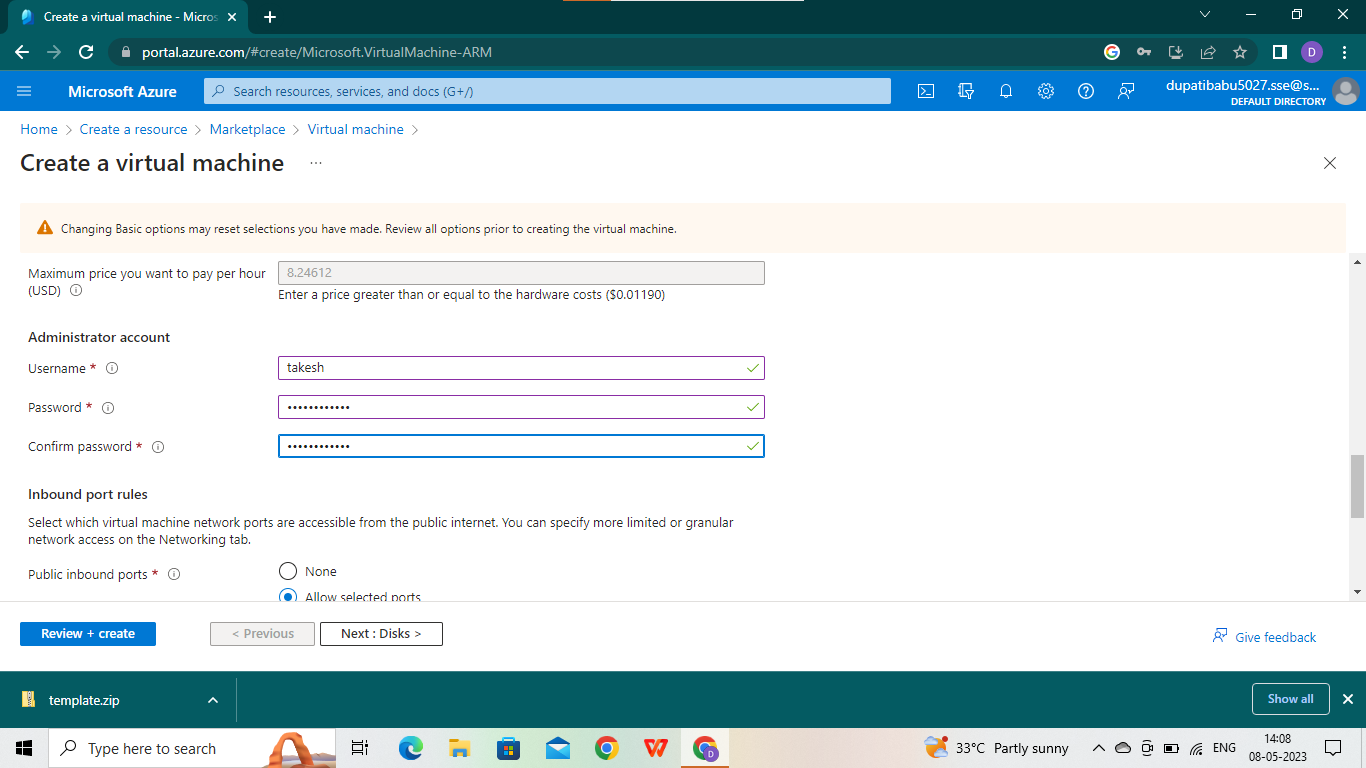 Create a virtual machine - Micros
portal.azure.com/#create/Microsoft.VirtualMachine-ARM
D
Microsoft Azure
Search resources, services, and docs (G+/)
dupatibabu5027.sse@s...
DEFAULT DIRECTORY
Home > Create a resource > Marketplace > Virtual machine >
Create a virtual machine ...
Changing Basic options may reset selections you have made. Review all options prior to creating the virtual machine.
Maximum price you want to pay per hour
(USD)
8.24612
Enter a price greater than or equal to the hardware costs ($0.01190)
Administrator account
Username *
takesh
Password *
••••••••••••
Confirm password *
••••••••••••
Inbound port rules
Select which virtual machine network ports are accessible from the public internet. You can specify more limited or granular
network access on the Networking tab.
Public inbound ports *
None
Allow selected ports
Review + create
< Previous
Next : Disks >
Give feedback
template.zip
Show all
Type here to search
33°C Partly sunny
ENG
14:08
08-05-2023